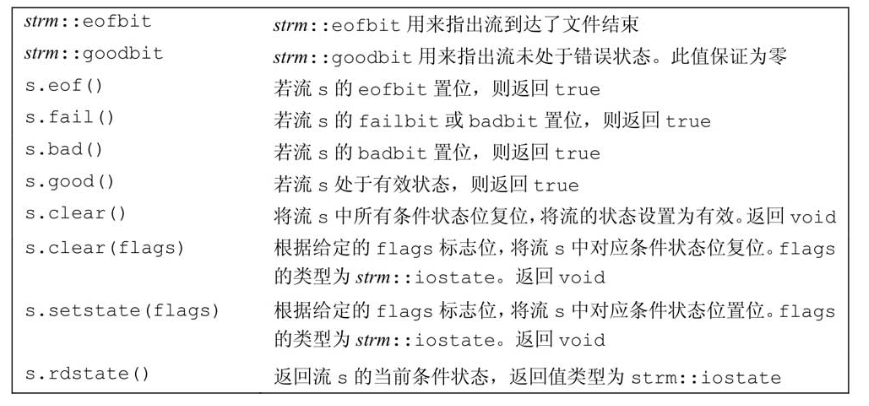 strm::eofbit strm::eofbit 用来指出流到达了文件结束
strm::goodbit strm::goodbit 用来指出流未处于错误状态。此值保证为零
s.eof() 若流 s 的 eofbit 置位，则返回 true
s.fail() 若流 s 的 failbit 或 badbit 置位，则返回 true
s.bad() 若流 s 的 badbit 置位，则返回 true
s.good() 若流 s 处于有效状态，则返回 true
s.clear() 将流 s 中所有条件状态位复位，将流的状态设置为有效。返回 void
s.clear(flags) 根据给定的 flags 标志位，将流 s 中对应条件状态位复位。flags
的类型为 strm::iostate。返回 void
s.setstate(flags) 根据给定的 flags 标志位，将流 s 中对应条件状态位置位。flags
的类型为 strm::iostate。返回 void
s.rdstate() 返回流 s 的当前条件状态，返回值类型为 strm::iostate